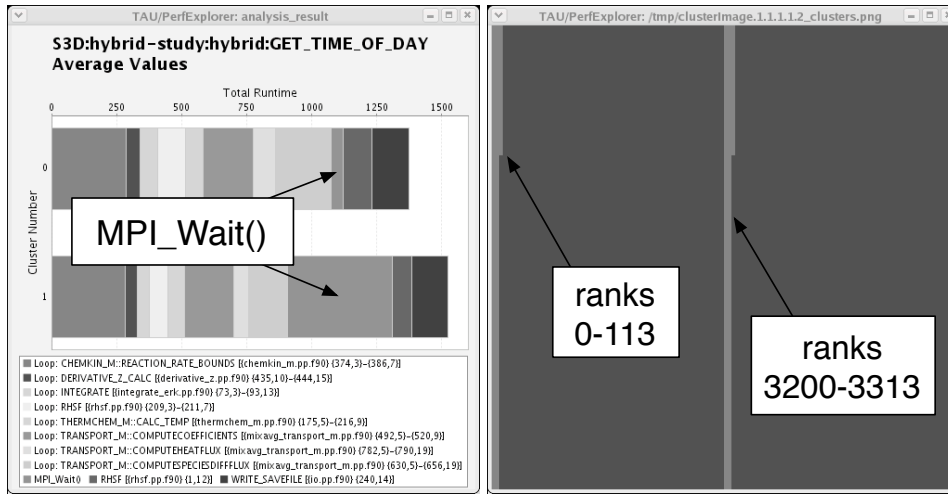 TAU/PerfExplorer: analysis_result
S3D:hybrid-study:hybrid:GET_TIME_OF_DAY
Average Values
Total Runtime
0 250 500 750 1000 1250 1500
Cluster Number
0
1
MPI_Wait()
Loop: CHEMKIN_M::REACTION_RATE_BOUNDS [{chemkin_m.pp.f90} {374,3}-{386,7}]
Loop: DERIVATIVE_Z_CALC [{derivative_z.pp.f90} {435,10}-{444,15}]
Loop: INTEGRATE [{integrate_erk.pp.f90} {73,3}-{93,13}]
Loop: RHSF [{rhsf.pp.f90} {209,3}-{211,7}]
Loop: THERMCHEM_M::CALC_TEMP [{thermchem_m.pp.f90} {175,5}-{216,9}]
Loop: TRANSPORT_M::COMPUTECOEFFICIENTS [{mixavg_transport_m.pp.f90} {492,5}-{520,9}]
Loop: TRANSPORT_M::COMPUTEHEATFLUX [{mixavg_transport_m.pp.f90} {782,5}-{790,19}]
Loop: TRANSPORT_M::COMPUTESPECIESDIFFFLUX [{mixavg_transport_m.pp.f90} {630,5}-{656,19}]
MPI_Wait() RHSF [{rhsf.pp.f90} {1,12}] WRITE_SAVEFILE [{io.pp.f90} {240,14}]
TAU/PerfExplorer: /tmp/clusterImage.1.1.1.1.2_clusters.png
ranks
0-113
ranks
3200-3313